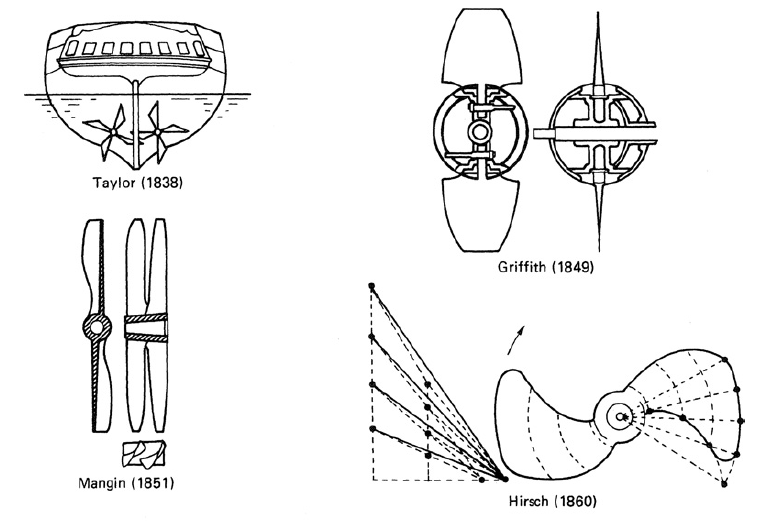 Taylor (1838)
Griffith (1849)
Mangin (1851)
Hirsch (1860)